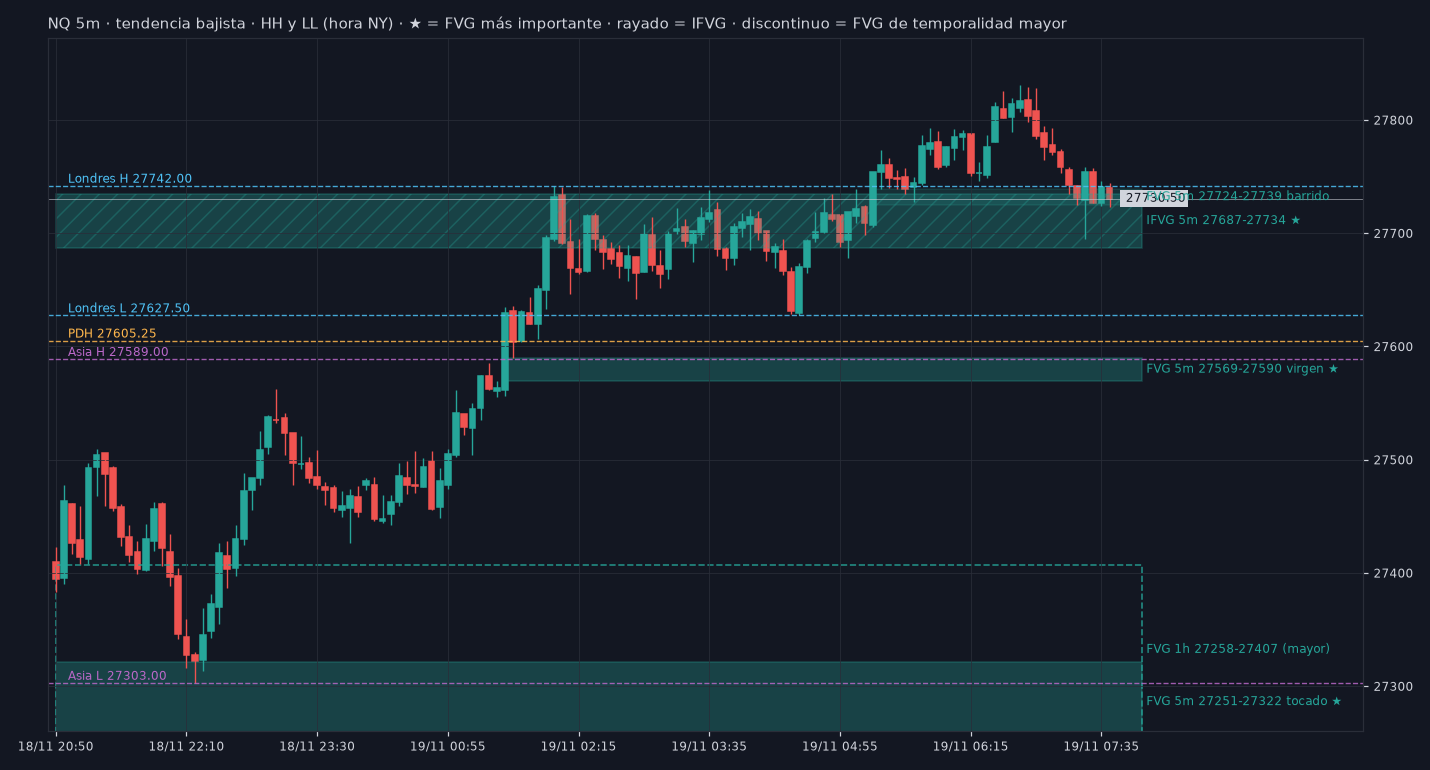 NQ 5m · tendencia bajista · HH y LL (hora NY) · ★ = FVG más importante · rayado = IFVG · discontinuo = FVG de temporalidad mayor
27800
Londres H 27742.00
27730.50
27724-27739 barrido
IFVG 5m 27687-27734 ★
27700
Londres L 27627.50
PDH 27605.25
Asia H 27589.00
27600
FVG 5m 27569-27590 virgen ★
27500
27400
FVG 1h 27258-27407 (mayor)
Asia L 27303.00
27300
FVG 5m 27251-27322 tocado ★
18/11 20:50 18/11 22:10 18/11 23:30 19/11 00:55 19/11 02:15 19/11 03:35 19/11 04:55 19/11 06:15 19/11 07:35